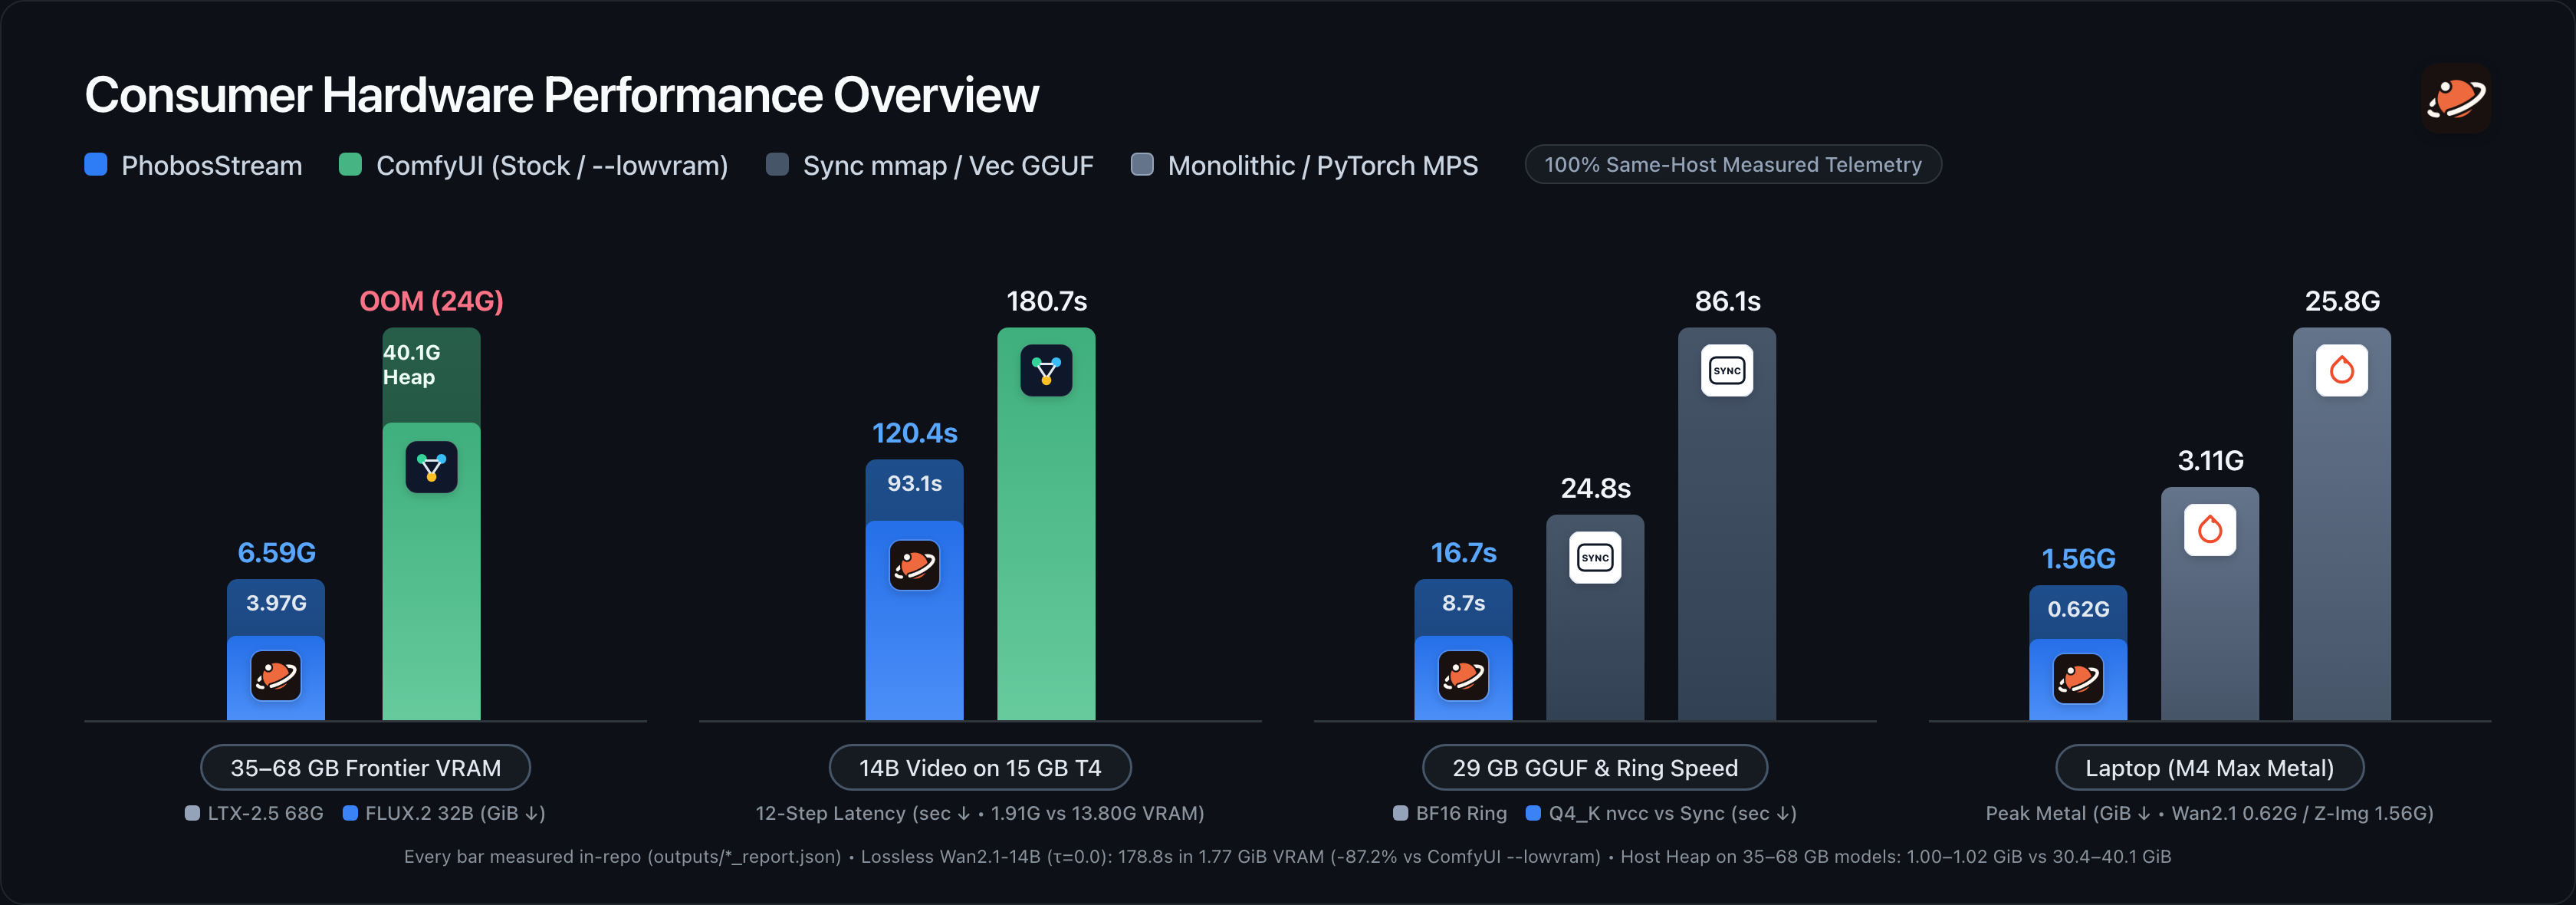 Consumer Hardware Performance Overview
PhobosStream
ComfyUI (Stock / --lowvram)
Sync mmap / Vec GGUF
Monolithic / PyTorch MPS
100% Same-Host Measured Telemetry
OOM (24G)
40.1G
Heap
6.59G
3.97G
35–68 GB Frontier VRAM
LTX-2.5 68G
FLUX.2 32B (GiB ↓)
180.7s
120.4s
93.1s
14B Video on 15 GB T4
12-Step Latency (sec ↓ • 1.91G vs 13.80G VRAM)
86.1s
SYNC
24.8s
SYNC
16.7s
8.7s
29 GB GGUF & Ring Speed
BF16 Ring
Q4_K nvcc vs Sync (sec ↓)
25.8G
3.11G
1.56G
0.62G
Laptop (M4 Max Metal)
Peak Metal (GiB ↓ • Wan2.1 0.62G / Z-Img 1.56G)
Every bar measured in-repo (outputs/*_report.json) • Lossless Wan2.1-14B (τ=0.0): 178.8s in 1.77 GiB VRAM (-87.2% vs ComfyUI --lowvram) • Host Heap on 35–68 GB models: 1.00–1.02 GiB vs 30.4–40.1 GiB